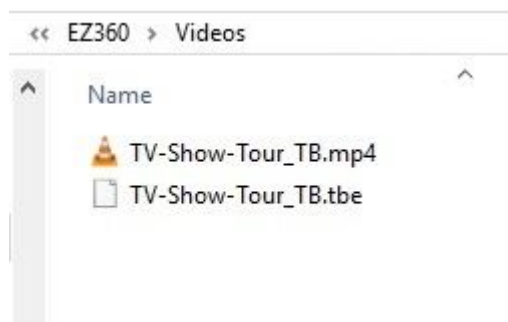 « EZ360 > Videos
Name
TV-Show-Tour_TB.mp4
TV-Show-Tour_TB.tbe